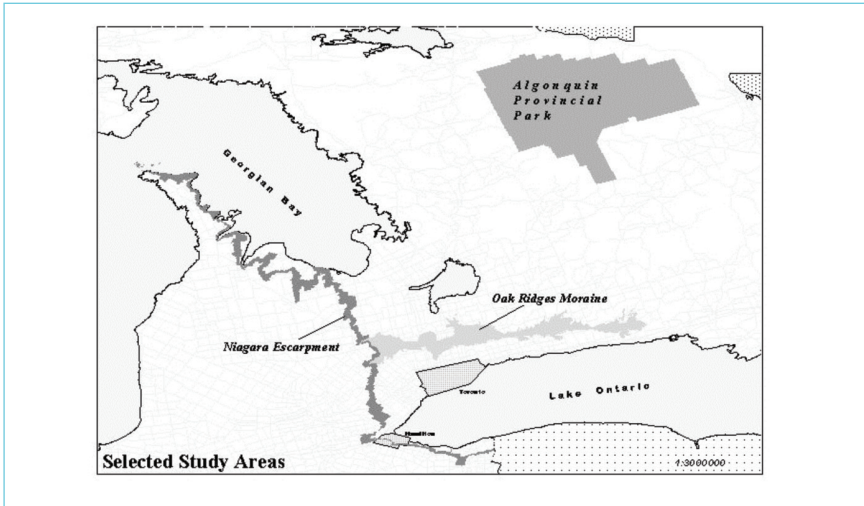 Algonquin
Provincial
Park
Georgian Bay
Oak Ridges Moraine
Niagara Escarpment
Toronto
Lake Ontario
Hamilton
Selected Study Areas
1:3000000